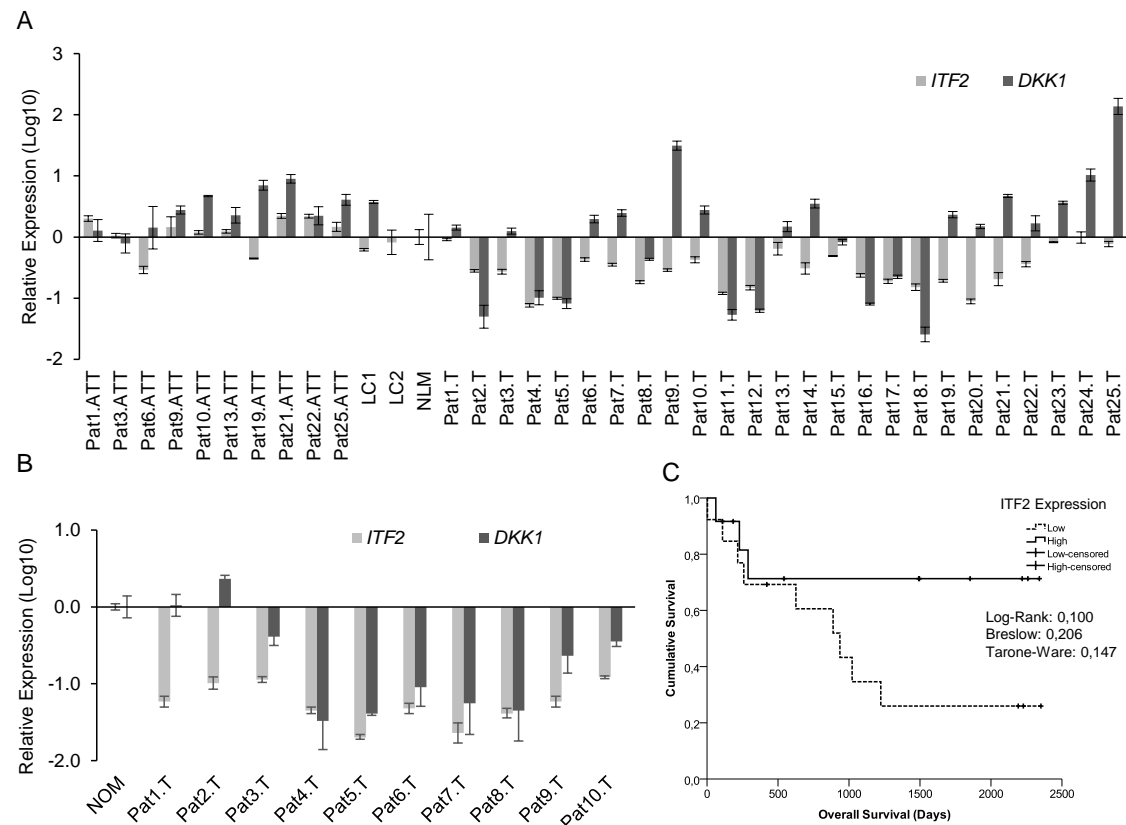 A
3
2
1
0
-1
-2
Relative Expression (Log10)
ITF2 DKK1
Pat1.ATT
Pat3.ATT
Pat6.ATT
Pat9.ATT
Pat10.ATT
Pat13.ATT
Pat19.ATT
Pat21.ATT
Pat22.ATT
Pat25.ATT
LC1
LC2
NLM
Pat1.T
Pat2.T
Pat3.T
Pat4.T
Pat5.T
Pat6.T
Pat7.T
Pat8.T
Pat9.T
Pat10.T
Pat11.T
Pat12.T
Pat13.T
Pat14.T
Pat15.T
Pat16.T
Pat17.T
Pat18.T
Pat19.T
Pat20.T
Pat21.T
Pat22.T
Pat23.T
Pat24.T
Pat25.T
B
1.0
0.0
-1.0
-2.0
Relative Expression (Log10)
ITF2 DKK1
NOM
Pat1.T
Pat2.T
Pat3.T
Pat4.T
Pat5.T
Pat6.T
Pat7.T
Pat8.T
Pat9.T
Pat10.T
C
1,0
0,8
0,6
0,4
0,2
0,0
Cumulative Survival
ITF2 Expression
Low
High
Low-censored
High-censored
Log-Rank: 0,100
Breslow: 0,206
Tarone-Ware: 0,147
0 500 1000 1500 2000 2500
Overall Survival (Days)